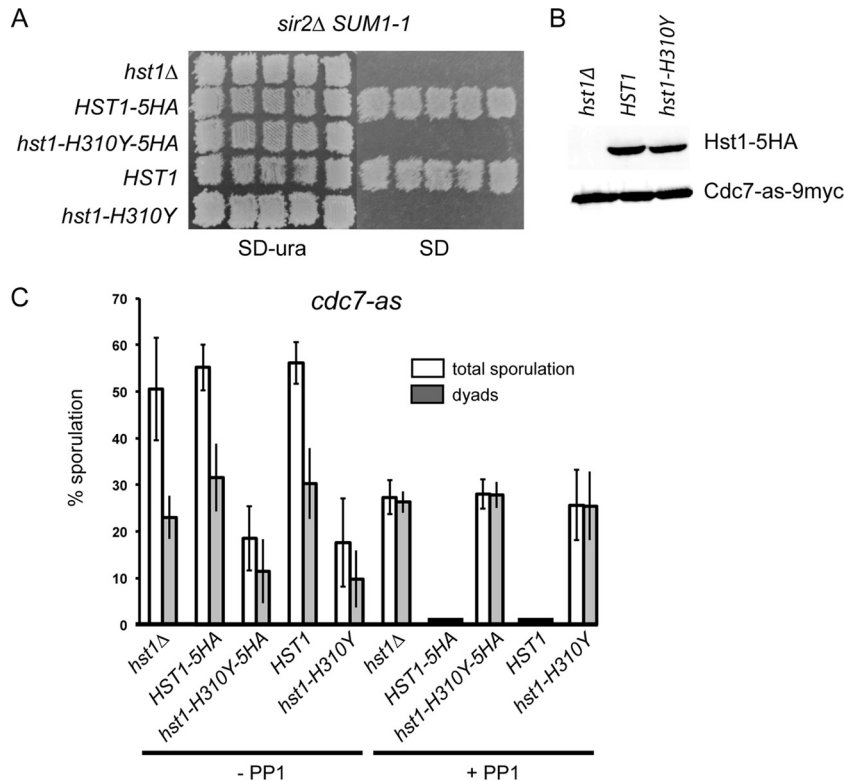 A
sir2Δ SUM1-1
hst1Δ
HST1-5HA
hst1-H310Y-5HA
HST1
hst1-H310Y
SD-ura
SD
B
hst1Δ
HST1
hst1-H310Y
Hst1-5HA
Cdc7-as-9myc
C
cdc7-as
% sporulation
70
60
50
40
30
20
10
0
total sporulation
dyads
hst1Δ
HST1-5HA
hst1-H310Y-5HA
HST1
hst1-H310Y
hst1Δ
HST1-5HA
hst1-H310Y-5HA
HST1
hst1-H310Y
- PP1
+ PP1